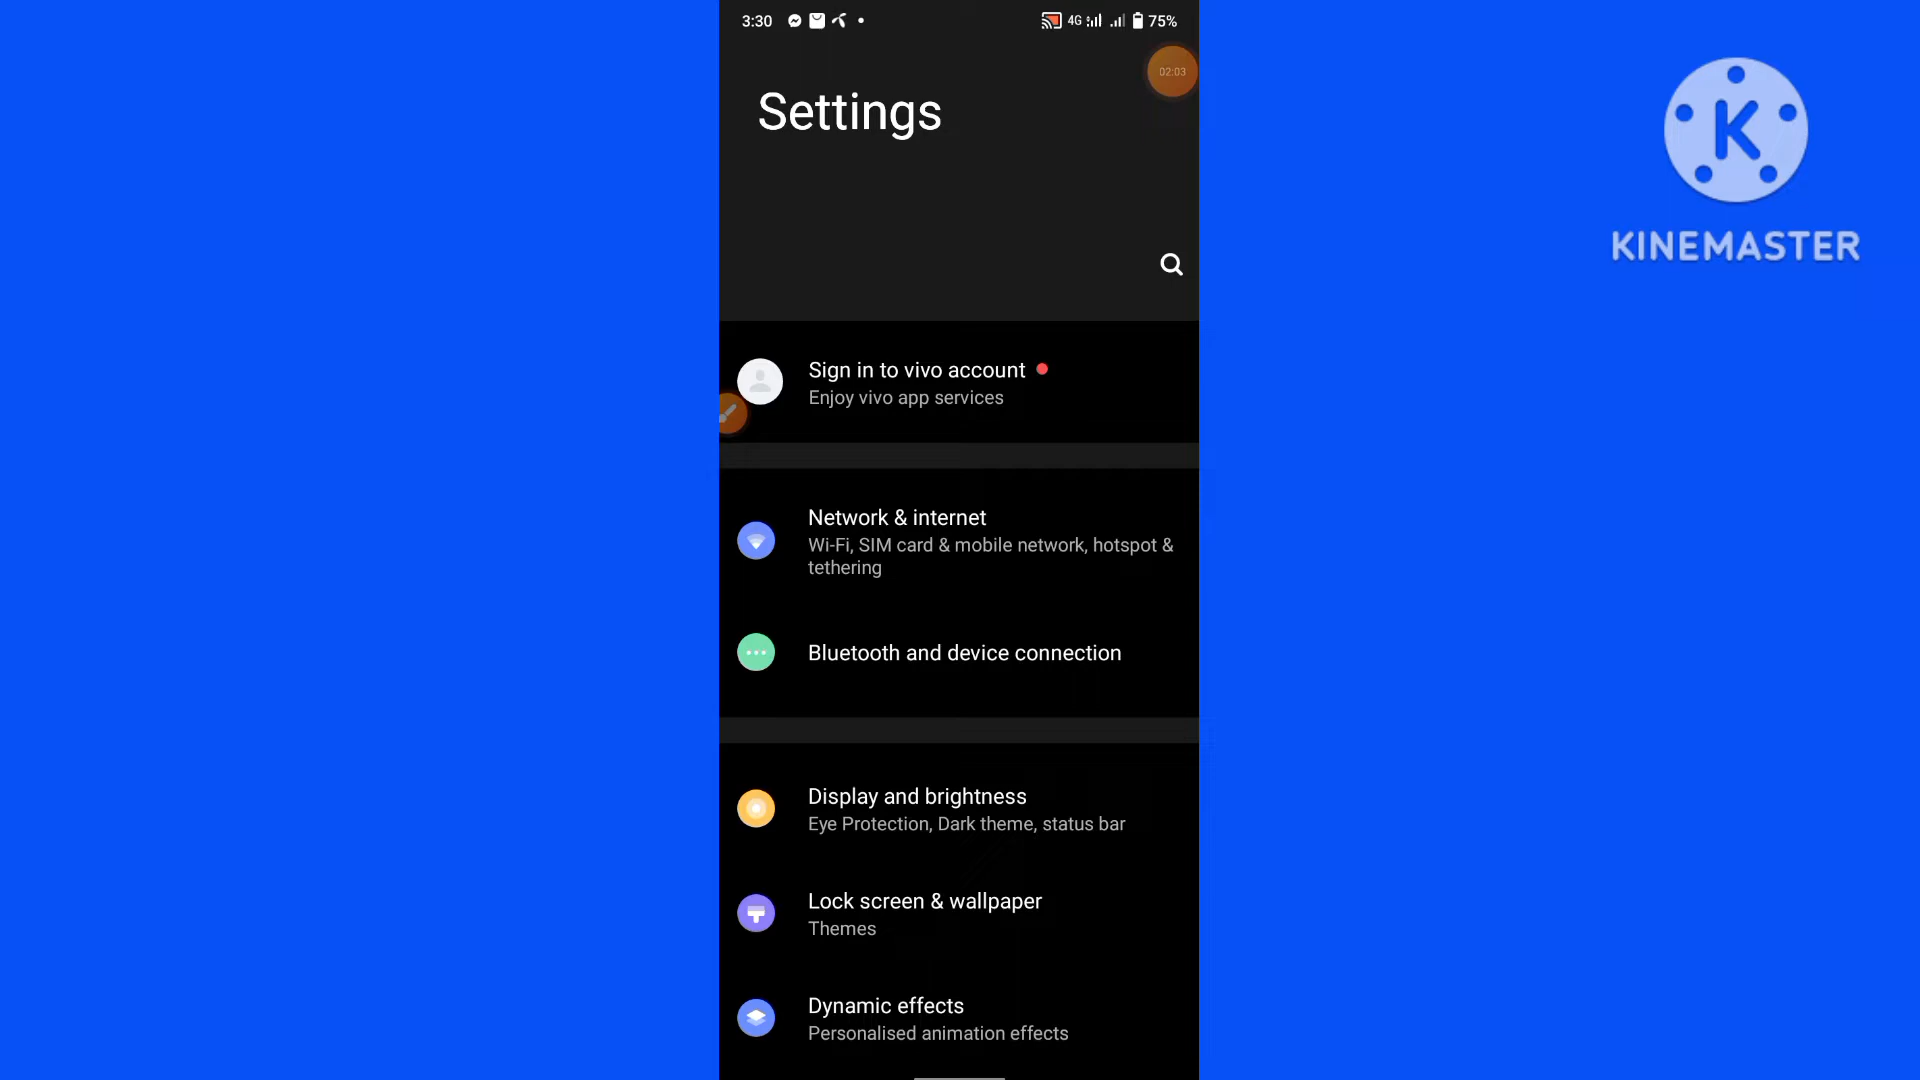 3:30
4G
75%
02:03
Settings
KINEMASTER
Sign in to vivo account
Enjoy vivo app services
Network & internet
Wi-Fi, SIM card & mobile network, hotspot &
tethering
Bluetooth and device connection
Display and brightness
Eye Protection, Dark theme, status bar
Lock screen & wallpaper
Themes
Dynamic effects
Personalised animation effects